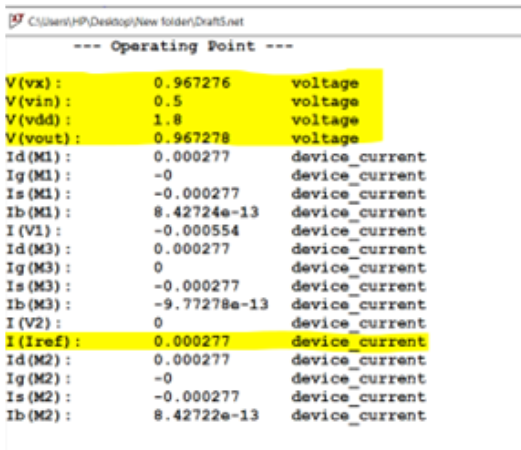 C:\Users\HP\Desktop\New folder\Draft5.net
--- Operating Point ---
V(vx): 0.967276 voltage
V(vin): 0.5 voltage
V(vdd): 1.8 voltage
V(vout): 0.967278 voltage
Id(M1): 0.000277 device_current
Ig(M1): -0 device_current
Is(M1): -0.000277 device_current
Ib(M1): 8.42724e-13 device_current
I(V1): -0.000554 device_current
Id(M3): 0.000277 device_current
Ig(M3): 0 device_current
Is(M3): -0.000277 device_current
Ib(M3): -9.77278e-13 device_current
I(V2): 0 device_current
I(Iref): 0.000277 device_current
Id(M2): 0.000277 device_current
Ig(M2): -0 device_current
Is(M2): -0.000277 device_current
Ib(M2): 8.42722e-13 device_current